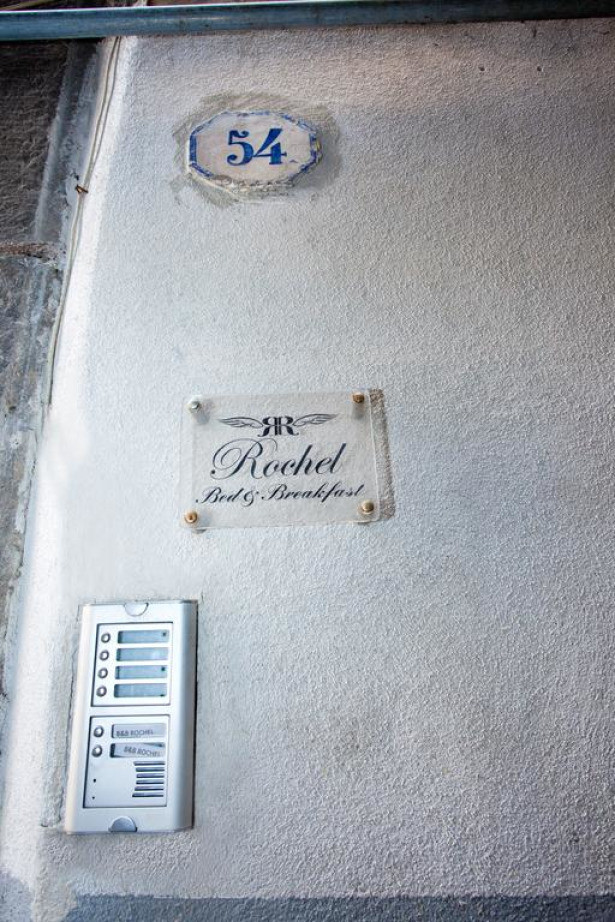 54
RR
Rochel
Bed & Breakfast
B&B ROCHEL
B&B ROCHEL